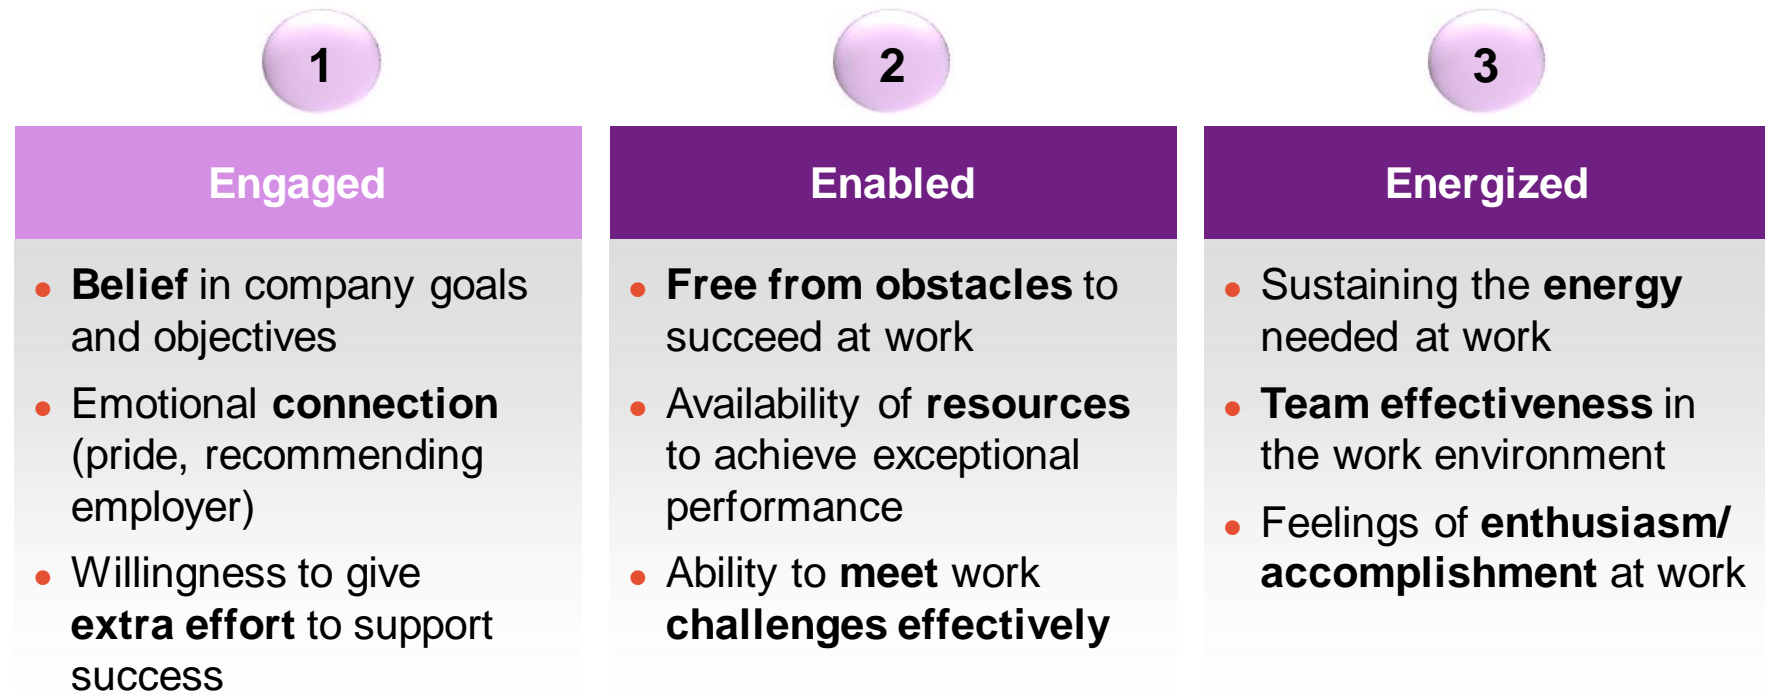 1
Engaged
● Belief in company goals
and objectives
● Emotional connection
(pride, recommending
employer)
● Willingness to give
extra effort to support
success
2
Enabled
● Free from obstacles to
succeed at work
● Availability of resources
to achieve exceptional
performance
● Ability to meet work
challenges effectively
3
Energized
● Sustaining the energy
needed at work
● Team effectiveness in
the work environment
● Feelings of enthusiasm/
accomplishment at work